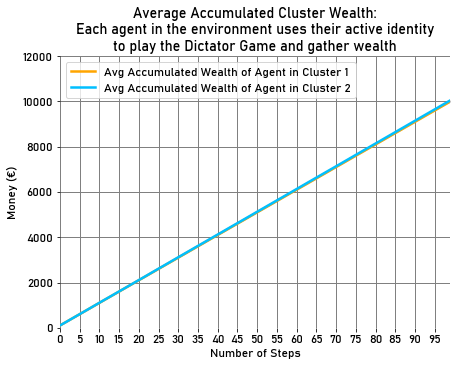 Average Accumulated Cluster Wealth:
Each agent in the environment uses their active identity
to play the Dictator Game and gather wealth
Avg Accumulated Wealth of Agent in Cluster 1
Avg Accumulated Wealth of Agent in Cluster 2
12000
10000
8000
6000
4000
2000
0
Money (€)
0 5 10 15 20 25 30 35 40 45 50 55 60 65 70 75 80 85 90 95
Number of Steps